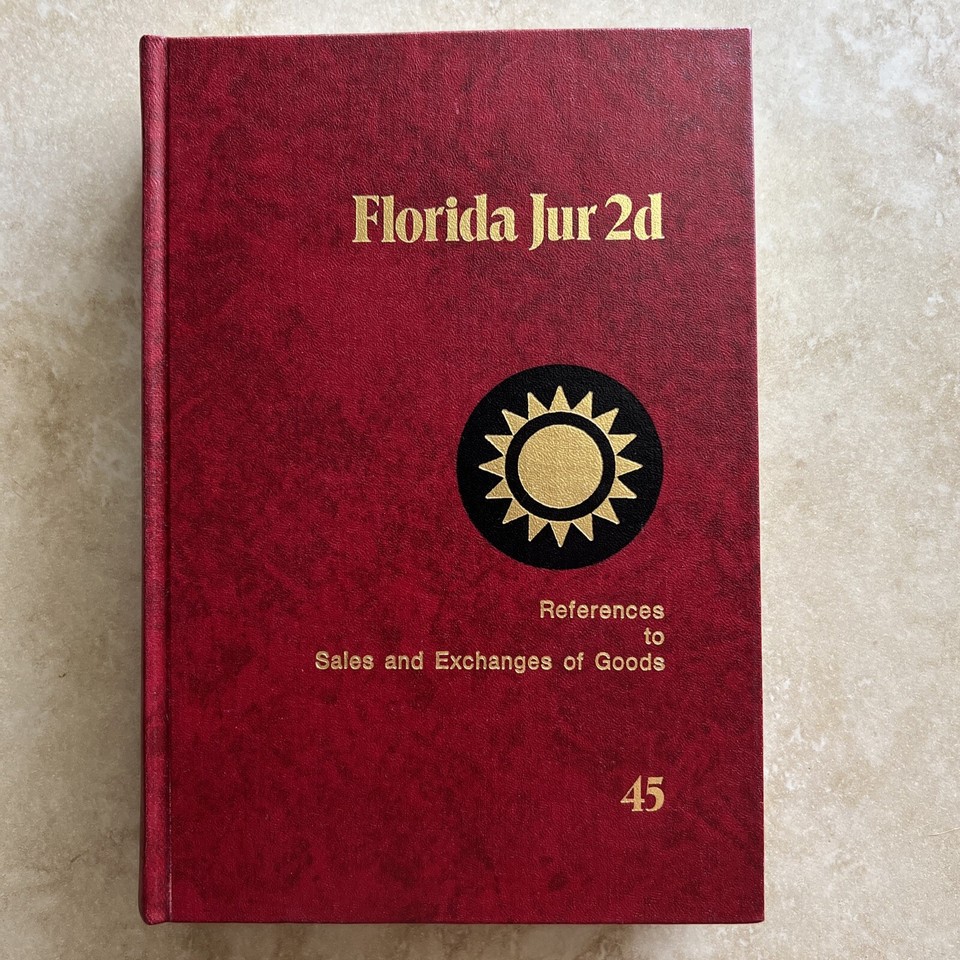 Florida Jur 2d
References
to
Sales and Exchanges of Goods
45